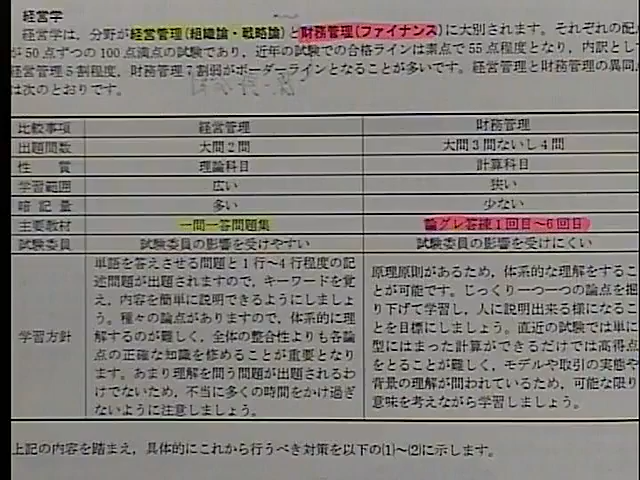 経営学
経営学は、分野が経営管理(組織論・戦略論)と財務管理(ファイナンス)に大別されます。それぞれの配
が50点ずつの100点満点の試験であり、近年の試験での合格ラインは素点で55点程度となり、内訳とし
経営管理5割程度、財務管理7割弱がボーダーラインとなることが多いです。経営管理と財務管理の異同
は次のとおりです。
比較事項 経営管理 財務管理
出題問数 大問2問 大問3問ないし4問
性質 理論科目 計算科目
学習範囲 広い 狭い
暗記量 多い 少ない
主要教材 一問一答問題集 論グレ答練1回目〜6回目
試験委員 試験委員の影響を受けやすい 試験委員の影響を受けにくい
学習方針
単語を答えさせる問題と1行〜4行程度の記
述問題が出題されますので、キーワードを覚
え、内容を簡単に説明できるようにしましょ
う。種々の論点がありますので、体系的に理
解するのが難しく、全体の整合性よりも各論
点の正確な知識を修めることが重要となりま
す。あまり理解を問う問題が出題されるわ
けでないため、不当に多くの時間をかけ過ぎ
ないように注意しましょう。
原理原則があるため、体系的な理解をするこ
とが可能です。じっくり一つ一つの論点を掘
り下げて学習し、人に説明出来る様になるこ
とを目標にしましょう。直近の試験では単に
型にはまった計算ができるだけでは高得点
をとることが難しく、モデルや取引の実態や
背景の理解が問われているため、可能な限り
意味を考えながら学習しましょう。
上記の内容を踏まえ、具体的にこれから行うべき対策を以下の(1)〜(2)に示します。